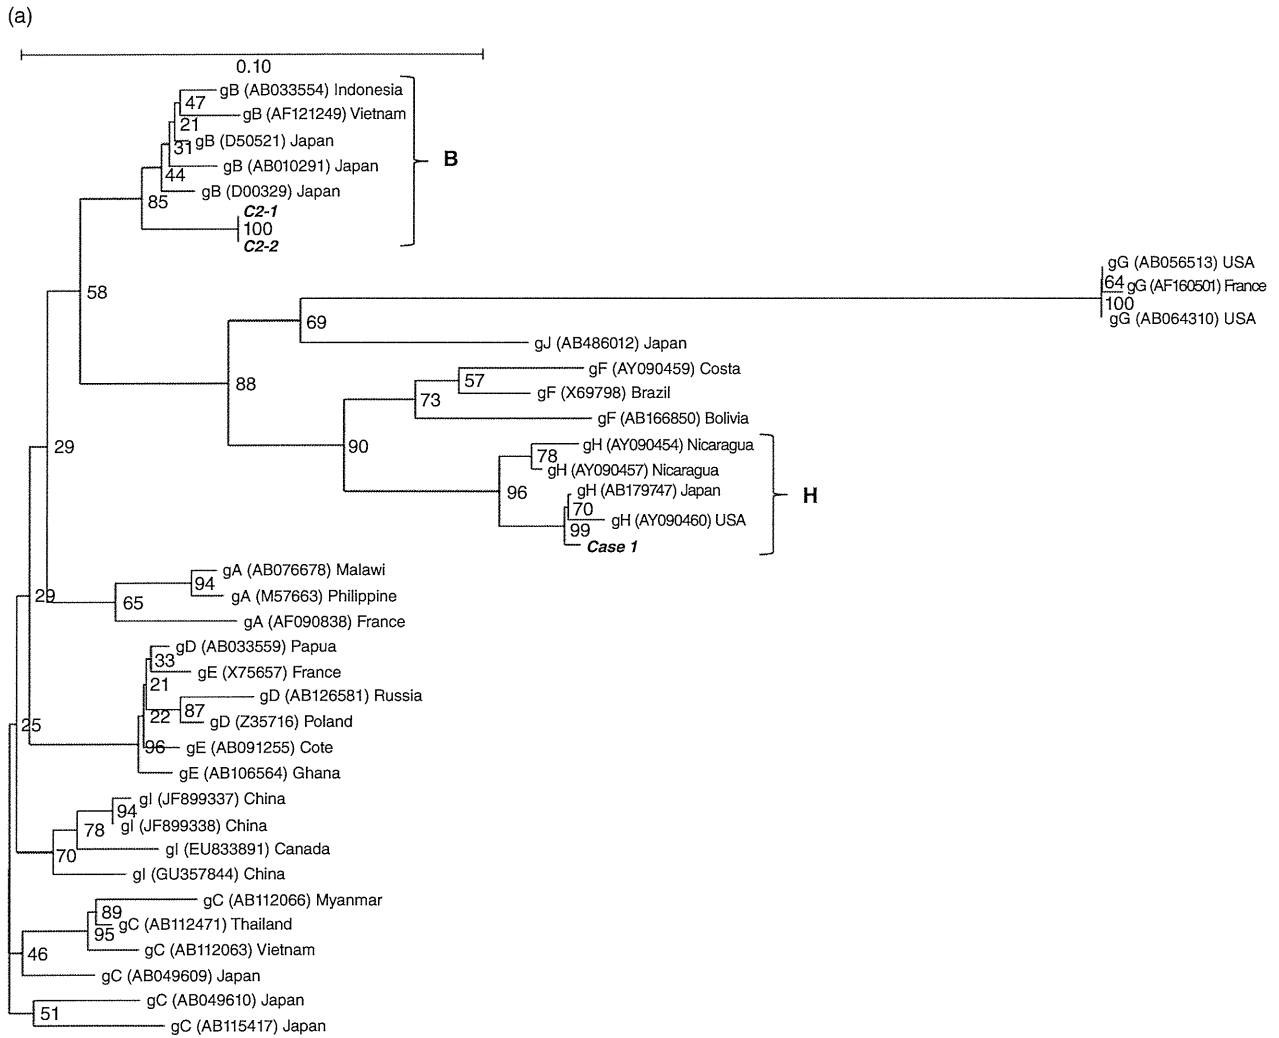 (a)
0.10
gB (AB033554) Indonesia
47
gB (AF121249) Vietnam
21
gB (D50521) Japan
31
gB (AB010291) Japan
44
gB (D00329) Japan
85
C2-1
100
C2-2
B
58
gG (AB056513) USA
64
gG (AF160501) France
100
gG (AB064310) USA
69
gJ (AB486012) Japan
88
gF (AY090459) Costa
57
gF (X69798) Brazil
73
gF (AB166850) Bolivia
90
gH (AY090454) Nicaragua
78
gH (AY090457) Nicaragua
96
gH (AB179747) Japan
70
gH (AY090460) USA
99
Case 1
H
29
gA (AB076678) Malawi
94
gA (M57663) Philippine
65
gA (AF090838) France
29
gD (AB033559) Papua
33
gE (X75657) France
21
gD (AB126581) Russia
87
22
gD (Z35716) Poland
96
gE (AB091255) Cote
gE (AB106564) Ghana
25
gI (JF899337) China
94
gI (JF899338) China
78
gI (EU833891) Canada
70
gI (GU357844) China
gC (AB112066) Myanmar
89
gC (AB112471) Thailand
95
gC (AB112063) Vietnam
46
gC (AB049609) Japan
gC (AB049610) Japan
51
gC (AB115417) Japan